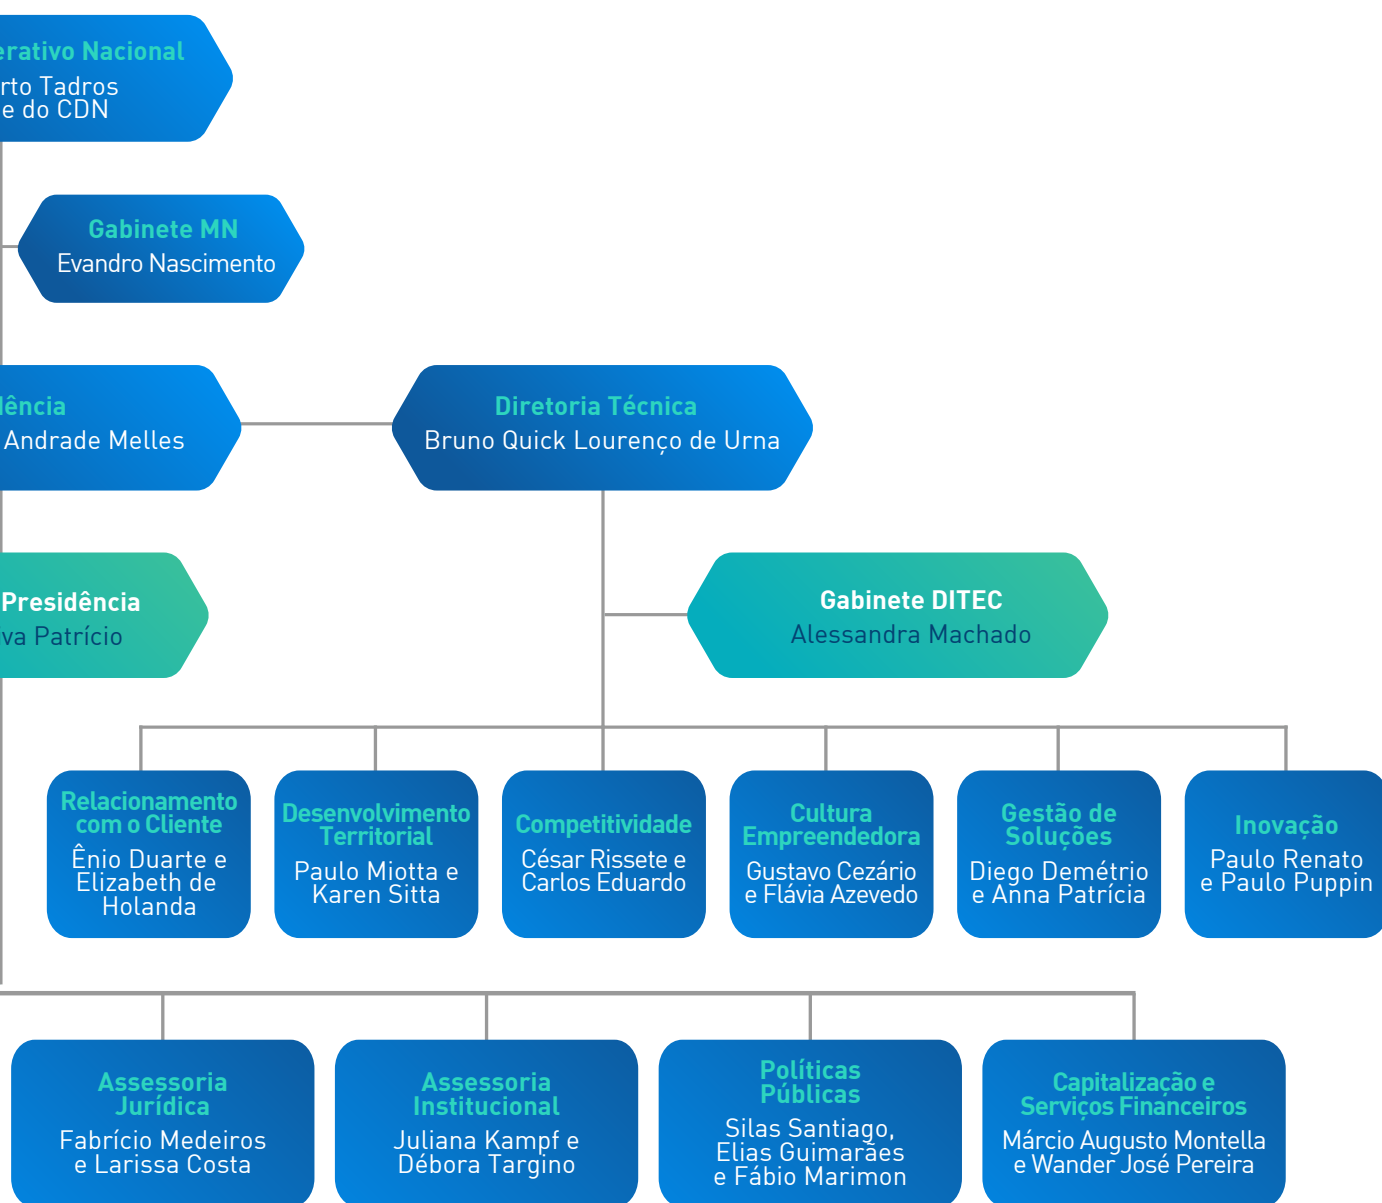 erativo Nacional
rto Tadros
e do CDN
Gabinete MN
Evandro Nascimento
ência
Andrade Melles
Diretoria Técnica
Bruno Quick Lourenço de Urna
Presidência
va Patrício
Gabinete DITEC
Alessandra Machado
Relacionamento
com o Cliente
Ênio Duarte e
Elizabeth de
Holanda
Desenvolvimento
Territorial
Paulo Miotta e
Karen Sitta
Competitividade
César Rissete e
Carlos Eduardo
Cultura
Empreendedora
Gustavo Cezário
e Flávia Azevedo
Gestão de
Soluções
Diego Demétrio
e Anna Patrícia
Inovação
Paulo Renato
e Paulo Puppin
Assessoria
Jurídica
Fabrício Medeiros
e Larissa Costa
Assessoria
Institucional
Juliana Kampf e
Débora Targino
Políticas
Públicas
Silas Santiago,
Elias Guimarães
e Fábio Marimon
Capitalização e
Serviços Financeiros
Márcio Augusto Montella
e Wander José Pereira